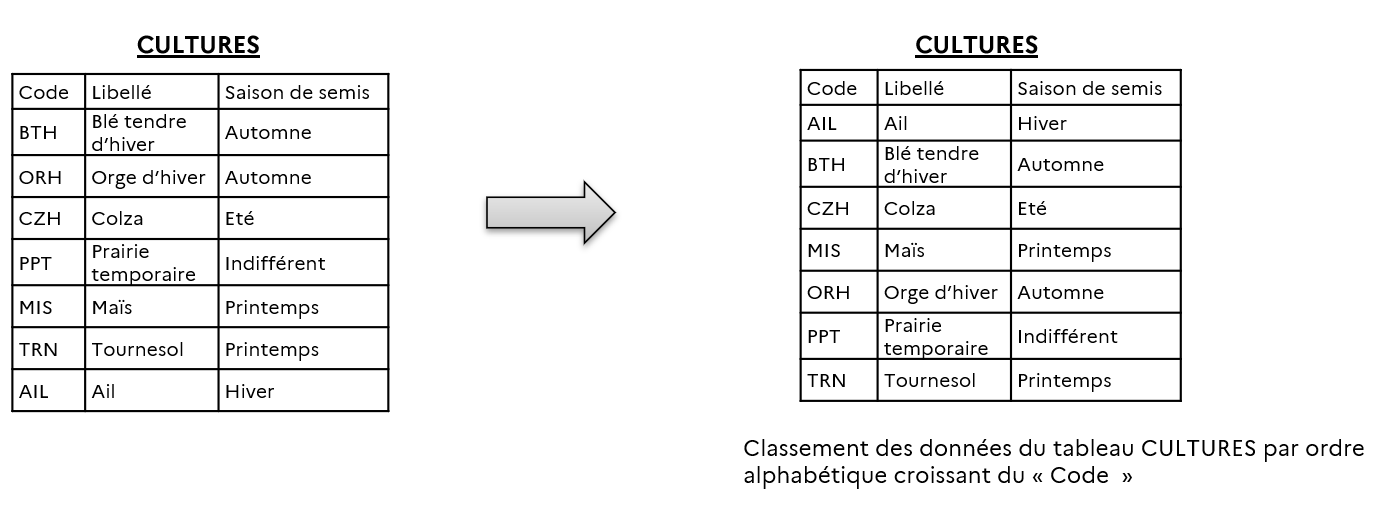 CULTURES
Code Libellé Saison de semis
BTH Blé tendre d’hiver Automne
ORH Orge d’hiver Automne
CZH Colza Eté
PPT Prairie temporaire Indifférent
MIS Maïs Printemps
TRN Tournesol Printemps
AIL Ail Hiver
CULTURES
Code Libellé Saison de semis
AIL Ail Hiver
BTH Blé tendre d’hiver Automne
CZH Colza Eté
MIS Maïs Printemps
ORH Orge d’hiver Automne
PPT Prairie temporaire Indifférent
TRN Tournesol Printemps
Classement des données du tableau CULTURES par ordre
alphabétique croissant du « Code  »